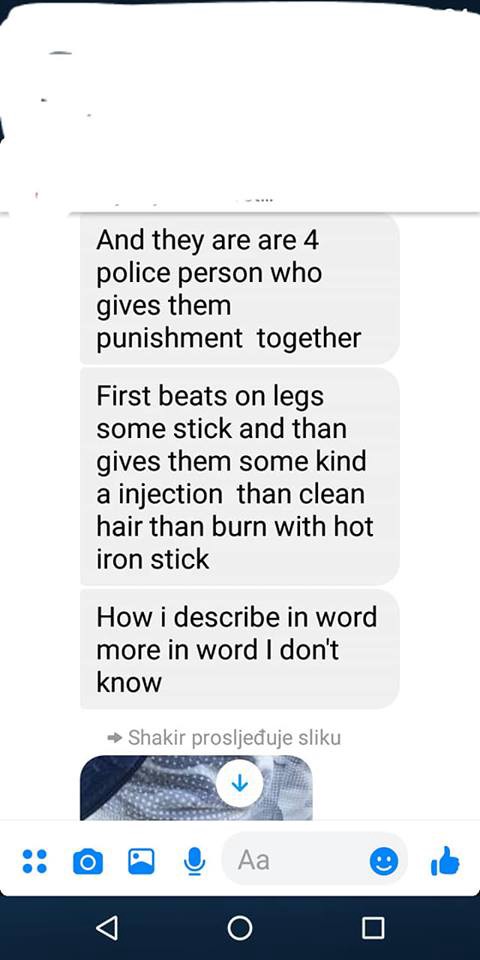 And they are are 4
police person who
gives them
punishment together
First beats on legs
some stick and than
gives them some kind
a injection than clean
hair than burn with hot
iron stick
How i describe in word
more in word I don't
know
Shakir prosljeđuje sliku
Aa